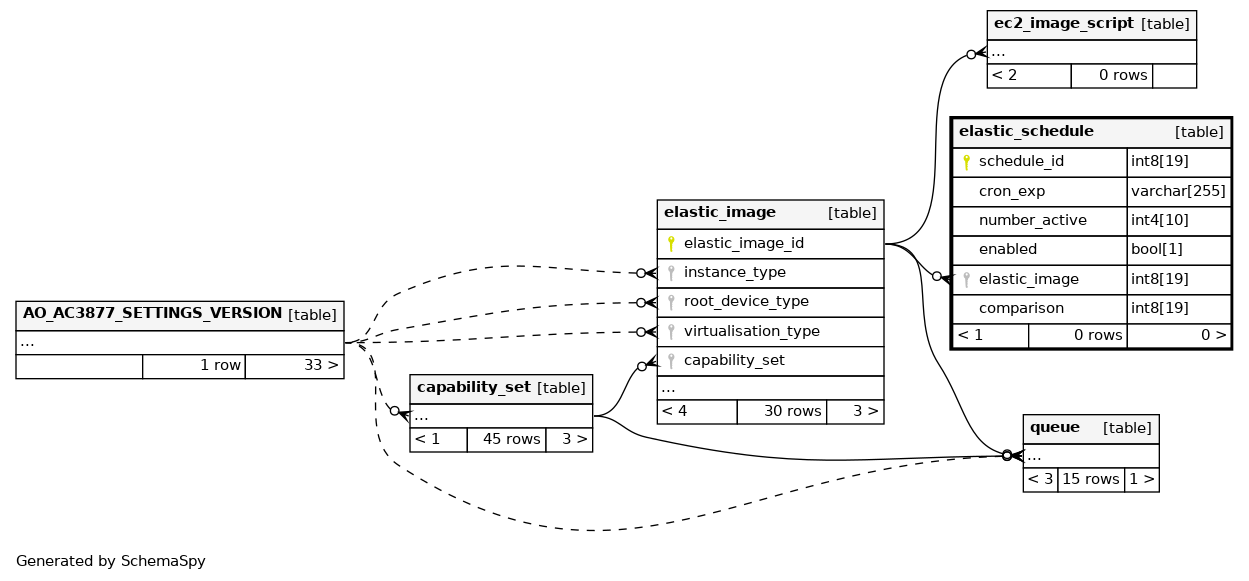 ec2_image_script [table]
...
< 2 0 rows
elastic_schedule [table]
schedule_id int8[19]
cron_exp varchar[255]
number_active int4[10]
enabled bool[1]
elastic_image int8[19]
comparison int8[19]
< 1 0 rows 0 >
elastic_image [table]
elastic_image_id
instance_type
root_device_type
virtualisation_type
capability_set
...
< 4 30 rows 3 >
AO_AC3877_SETTINGS_VERSION [table]
...
1 row 33 >
capability_set [table]
...
< 1 45 rows 3 >
queue [table]
...
< 3 15 rows 1 >
Generated by SchemaSpy